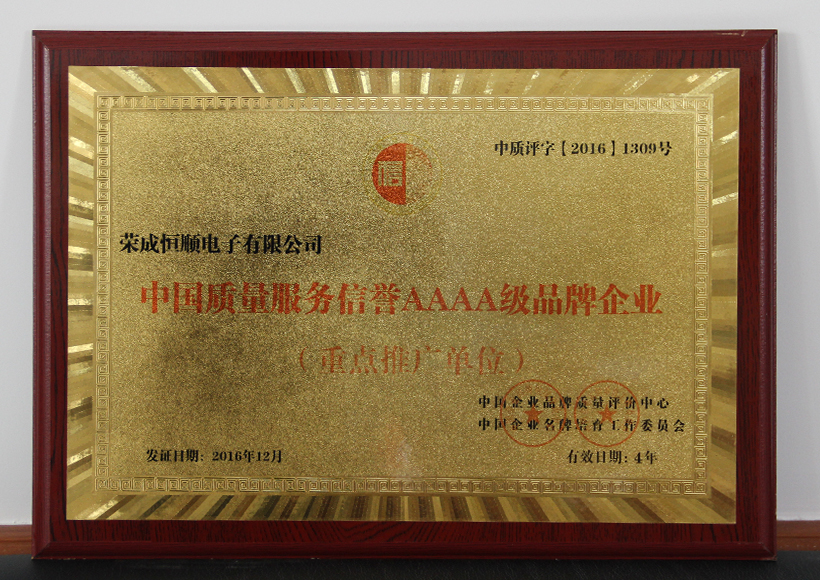 中质评字【2016】1309号
信
荣成恒顺电子有限公司
中国质量服务信誉AAAA级品牌企业
（重点推广单位）
中国企业品牌质量评价中心
中国企业名牌培育工作委员会
发证日期：2016年12月
有效日期：4年